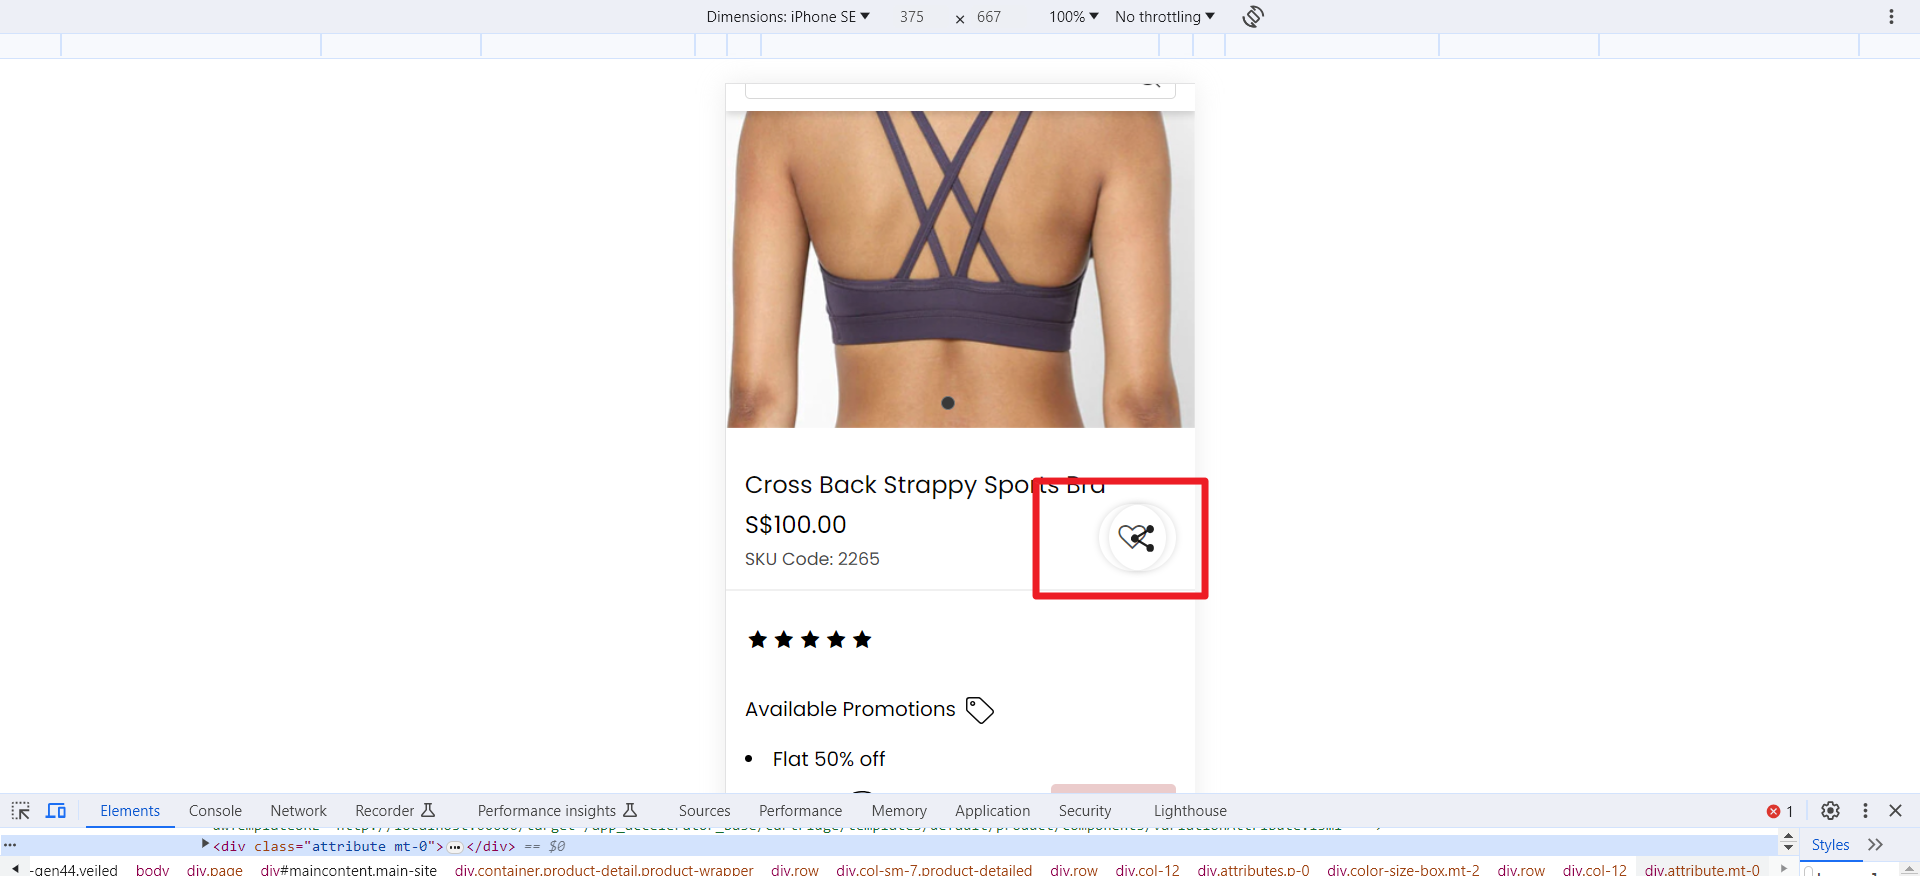 Dimensions: iPhone SE 375 × 667 100% No throttling
Cross Back Strappy Sports Bra
S$100.00
SKU Code: 2265
Available Promotions
Flat 50% off
Elements Console Network Recorder Performance insights Sources Performance Memory Application Security Lighthouse 1
<div class="attribute mt-0"> </div> == $0
Styles
-gen44.veiled body div.page div#maincontent.main-site div.container.product-detail.product-wrapper div.row div.col-sm-7.product-detailed div.row div.col-12 div.attributes.p-0 div.color-size-box.mt-2 div.row div.col-12 div.attribute.mt-0